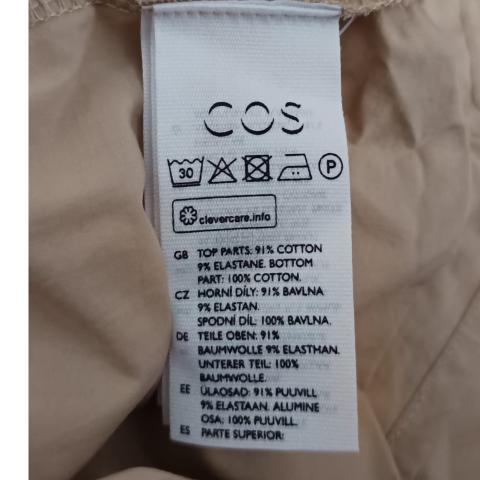 COS
30 P
clevercare.info
GB TOP PARTS: 91% COTTON
9% ELASTANE. BOTTOM
PART: 100% COTTON.
CZ HORNÍ DÍLY: 91% BAVLNA
9% ELASTAN.
SPODNÍ DÍL: 100% BAVLNA.
DE TEILE OBEN: 91%
BAUMWOLLE 9% ELASTHAN.
UNTERER TEIL: 100%
BAUMWOLLE.
EE ÜLAOSAD: 91% PUUVILL
9% ELASTAAN. ALUMINE
OSA: 100% PUUVILL.
ES PARTE SUPERIOR: